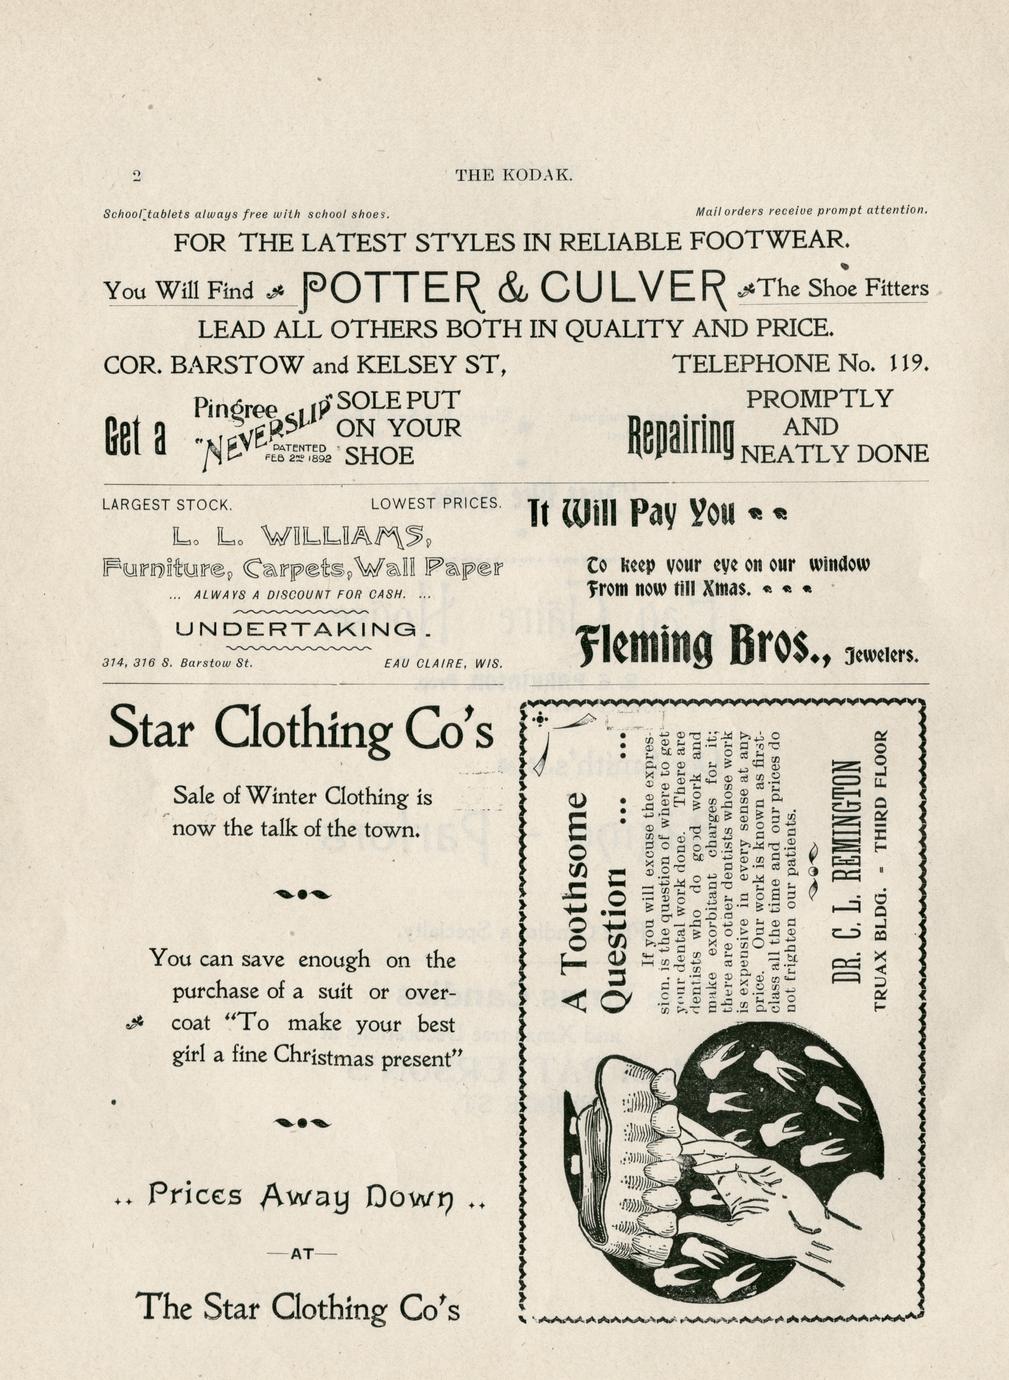 2
THE KODAK.
School tablets always free with school shoes.
Mail orders receive prompt attention.
FOR THE LATEST STYLES IN RELIABLE FOOTWEAR.
You Will Find POTTER & CULVER The Shoe Fitters
LEAD ALL OTHERS BOTH IN QUALITY AND PRICE.
COR. BARSTOW and KELSEY ST,
TELEPHONE No. 119.
Get a Pingree "NEVERSLIP" PATENTED FEB 2ND 1892 SOLE PUT ON YOUR SHOE
Repairing PROMPTLY AND NEATLY DONE
LARGEST STOCK. LOWEST PRICES.
L. L. WILLIAMS,
Furniture, Carpets, Wall Paper
... ALWAYS A DISCOUNT FOR CASH. ...
UNDERTAKING.
314, 316 S. Barstow St. EAU CLAIRE, WIS.
It Will Pay You
To keep your eye on our window
From now till Xmas.
Fleming Bros., Jewelers.
Star Clothing Co's
Sale of Winter Clothing is
now the talk of the town.
You can save enough on the
purchase of a suit or over-
coat "To make your best
girl a fine Christmas present"
.. Prices Away Down ..
—AT—
The Star Clothing Co's
A Toothsome
Question ... ...
If you will excuse the expres-
sion. is the question of where to get
your dental work done. There are
dentists who do good work and
make exorbitant charges for it;
there are other dentists whose work
is expensive in every sense at any
price. Our work is known as first-
class all the time and our prices do
not frighten our patients.
DR. C. L. REMINGTON
TRUAX BLDG. - THIRD FLOOR